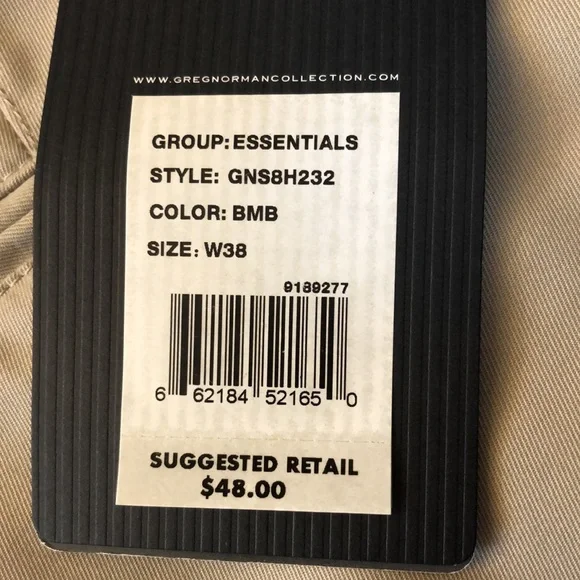 WWW.GREGNORMANCOLLECTION.COM
GROUP: ESSENTIALS
STYLE: GNS8H232
COLOR: BMB
SIZE: W38
9189277
6 62184 52165 0
SUGGESTED RETAIL
$48.00